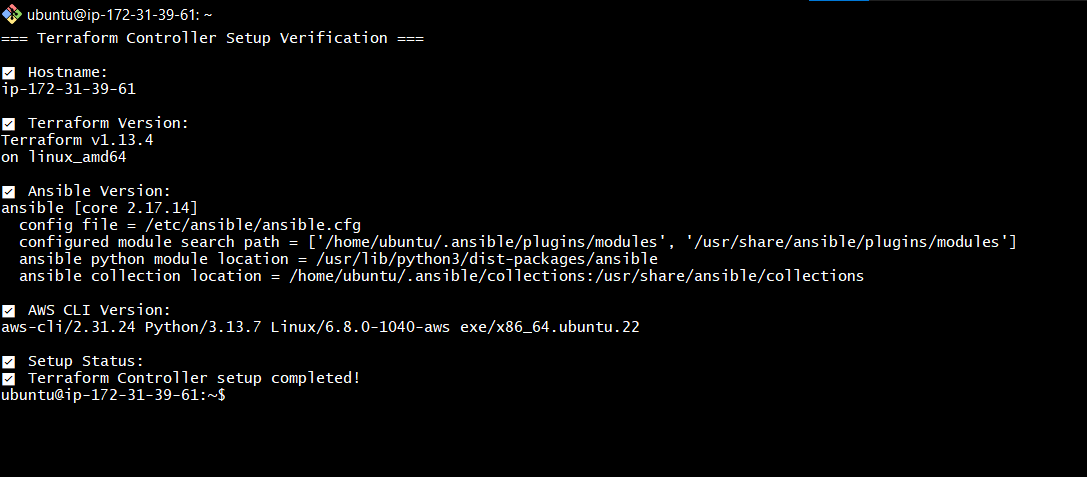 ubuntu@ip-172-31-39-61: ~
=== Terraform Controller Setup Verification ===
✅ Hostname:
ip-172-31-39-61
✅ Terraform Version:
Terraform v1.13.4
on linux_amd64
✅ Ansible Version:
ansible [core 2.17.14]
  config file = /etc/ansible/ansible.cfg
  configured module search path = ['/home/ubuntu/.ansible/plugins/modules', '/usr/share/ansible/plugins/modules']
  ansible python module location = /usr/lib/python3/dist-packages/ansible
  ansible collection location = /home/ubuntu/.ansible/collections:/usr/share/ansible/collections
✅ AWS CLI Version:
aws-cli/2.31.24 Python/3.13.7 Linux/6.8.0-1040-aws exe/x86_64.ubuntu.22
✅ Setup Status:
✅ Terraform Controller setup completed!
ubuntu@ip-172-31-39-61:~$